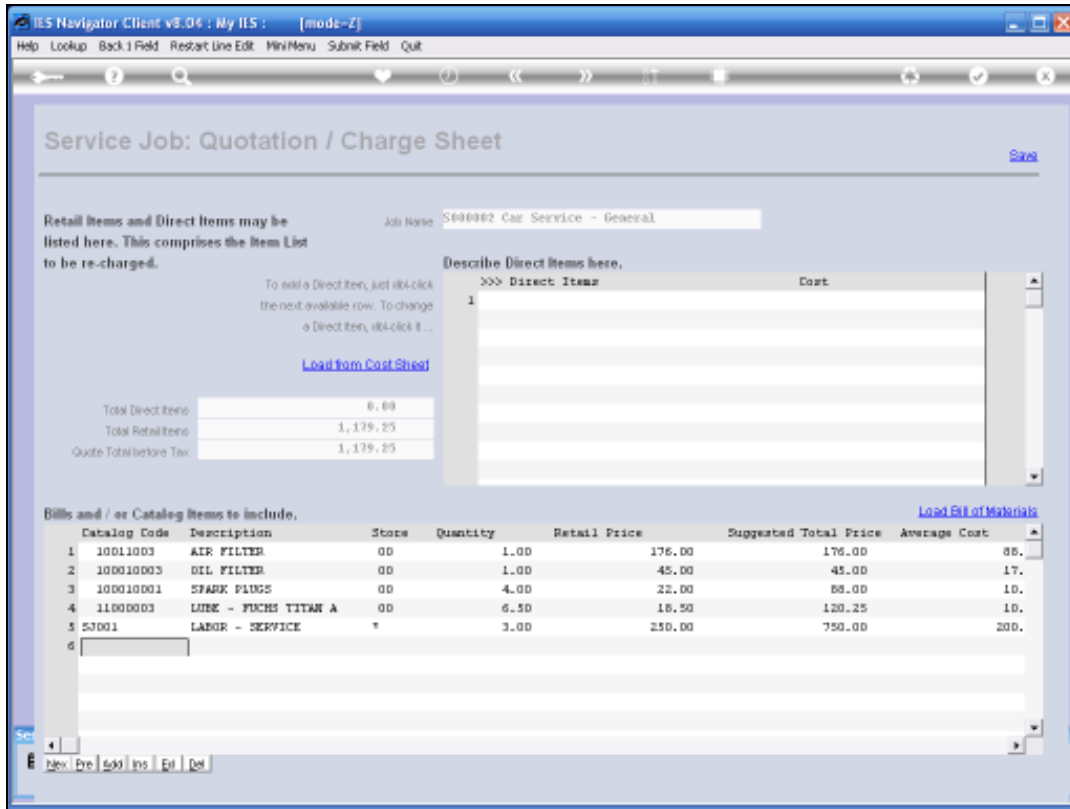 IES Navigator Client v8.04 : My IES : [mode-Z]
Help Lookup Back 1 Field Restart Line Edit MiniMenu Submit Field Quit
Service Job: Quotation / Charge Sheet
Save
Retail Items and Direct Items may be
listed here. This comprises the Item List
to be re-charged.
Job Name S000002 Car Service - General
Describe Direct Items here.
To add a Direct Item, just dbl-click
the next available row. To change
a Direct Item, dbl-click it ...
>>> Direct Items Cost
1
Load from Cost Sheet
Total Direct Items 0.00
Total Retail Items 1,179.25
Quote Total before Tax 1,179.25
Bills and / or Catalog Items to include.
Load Bill of Materials
Catalog Code Description Store Quantity Retail Price Suggested Total Price Average Cost
1 10011003 AIR FILTER 00 1.00 176.00 176.00 88.
2 100010003 OIL FILTER 00 1.00 45.00 45.00 17.
3 100010001 SPARK PLUGS 00 4.00 22.00 88.00 10.
4 11000003 LUBE - FUCHS TITAN A 00 6.50 18.50 120.25 10.
5 SJ001 LABOR - SERVICE 3.00 250.00 750.00 200.
6
Nex Pre Add Ins Edi Del